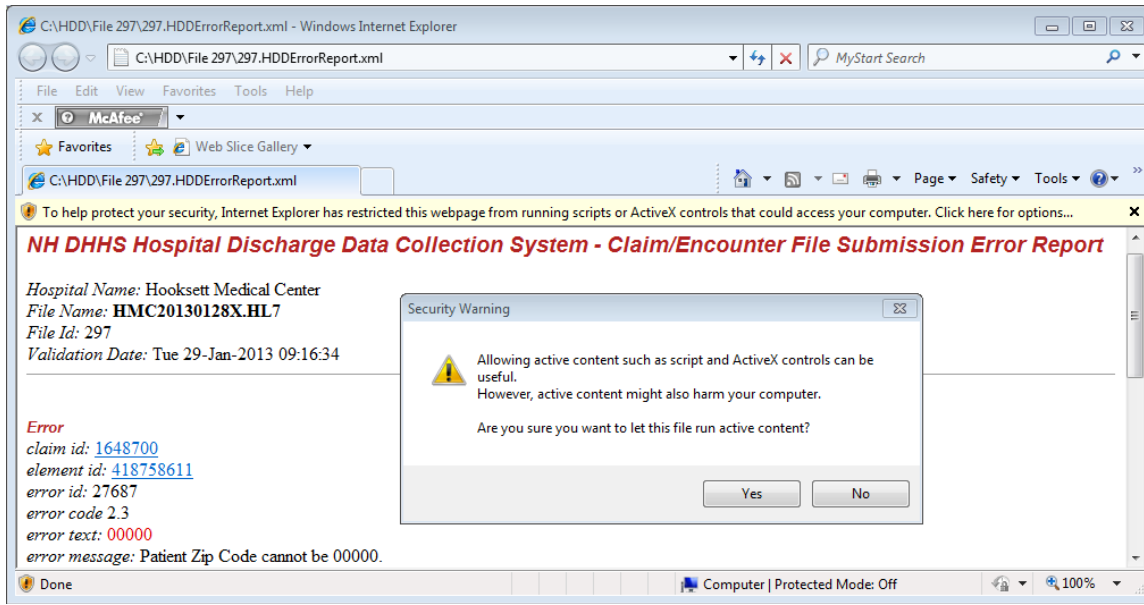 C:\HDD\File 297\297.HDDErrorReport.xml - Windows Internet Explorer
C:\HDD\File 297\297.HDDErrorReport.xml
MyStart Search
File Edit View Favorites Tools Help
x McAfee
Favorites Web Slice Gallery
C:\HDD\File 297\297.HDDErrorReport.xml
Page Safety Tools
To help protect your security, Internet Explorer has restricted this webpage from running scripts or ActiveX controls that could access your computer. Click here for options...
NH DHHS Hospital Discharge Data Collection System - Claim/Encounter File Submission Error Report
Hospital Name: Hooksett Medical Center
File Name: HMC20130128X.HL7
File Id: 297
Validation Date: Tue 29-Jan-2013 09:16:34
Security Warning
Allowing active content such as script and ActiveX controls can be
useful.
However, active content might also harm your computer.
Are you sure you want to let this file run active content?
Yes No
Error
claim id: 1648700
element id: 418758611
error id: 27687
error code 2.3
error text: 00000
error message: Patient Zip Code cannot be 00000.
Done
Computer | Protected Mode: Off
100%